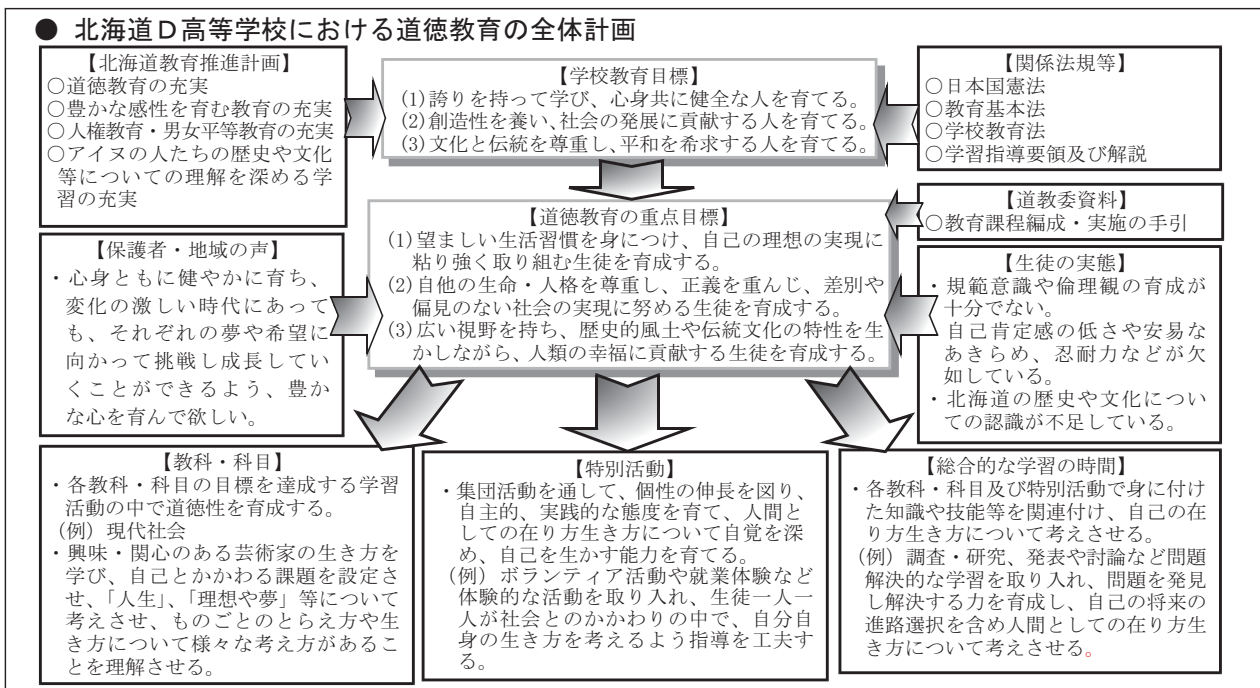 ● 北海道D高等学校における道徳教育の全体計画
【北海道教育推進計画】
○道徳教育の充実
○豊かな感性を育む教育の充実
○人権教育・男女平等教育の充実
○アイヌの人たちの歴史や文化
等についての理解を深める学
習の充実
【学校教育目標】
(1)誇りを持って学び、心身共に健全な人を育てる。
(2)創造性を養い、社会の発展に貢献する人を育てる。
(3)文化と伝統を尊重し、平和を希求する人を育てる。
【関係法規等】
○日本国憲法
○教育基本法
○学校教育法
○学習指導要領及び解説
【道教委資料】
○教育課程編成・実施の手引
【保護者・地域の声】
・心身ともに健やかに育ち、
変化の激しい時代にあって
も、それぞれの夢や希望に
向かって挑戦し成長してい
くことができるよう、豊か
な心を育んで欲しい。
【道徳教育の重点目標】
(1)望ましい生活習慣を身につけ、自己の理想の実現に
粘り強く取り組む生徒を育成する。
(2)自他の生命・人格を尊重し、正義を重んじ、差別や
偏見のない社会の実現に努める生徒を育成する。
(3)広い視野を持ち、歴史的風土や伝統文化の特性を生
かしながら、人類の幸福に貢献する生徒を育成する。
【生徒の実態】
・規範意識や倫理観の育成が
十分でない。
自己肯定感の低さや安易な
あきらめ、忍耐力などが欠
如している。
・北海道の歴史や文化につい
ての認識が不足している。
【教科・科目】
・各教科・科目の目標を達成する学習
活動の中で道徳性を育成する。
(例)現代社会
・興味・関心のある芸術家の生き方を
学び、自己とかかわる課題を設定さ
せ、「人生」、「理想や夢」等について
考えさせ、ものごとのとらえ方や生
き方について様々な考え方があるこ
とを理解させる。
【特別活動】
・集団活動を通して、個性の伸長を図り、
自主的、実践的な態度を育て、人間と
しての在り方生き方について自覚を深
め、自己を生かす能力を育てる。
(例)ボランティア活動や就業体験など
体験的な活動を取り入れ、生徒一人一
人が社会とのかかわりの中で、自分自
身の生き方を考えるよう指導を工夫す
る。
【総合的な学習の時間】
・各教科・科目及び特別活動で身に付け
た知識や技能等を関連付け、自己の在
り方生き方について考えさせる。
(例)調査・研究、発表や討論など問題
解決的な学習を取り入れ、問題を発見
し解決する力を育成し、自己の将来の
進路選択を含め人間としての在り方生
き方について考えさせる。